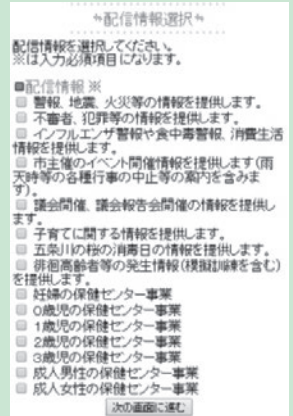 配信情報選択
配信情報を選択してください。
※は入力必須項目になります。
■配信情報※
警報、地震、火災等の情報を提供します。
不審者、犯罪等の情報を提供します。
インフルエンザ警報や食中毒警報、消費生活
情報を提供します。
市主催のイベント開催情報を提供します(雨
天時等の各種行事の中止等の案内を含みま
す)。
議会開催、議会報告会開催の情報を提供し
ます。
子育てに関する情報を提供します。
五条川の桜の消毒日の情報を提供します。
徘徊高齢者等の発生情報(模擬訓練を含む)
を提供します。
妊婦の保健センター事業
0歳児の保健センター事業
1歳児の保健センター事業
2歳児の保健センター事業
3歳児の保健センター事業
成人男性の保健センター事業
成人女性の保健センター事業
次の画面に進む